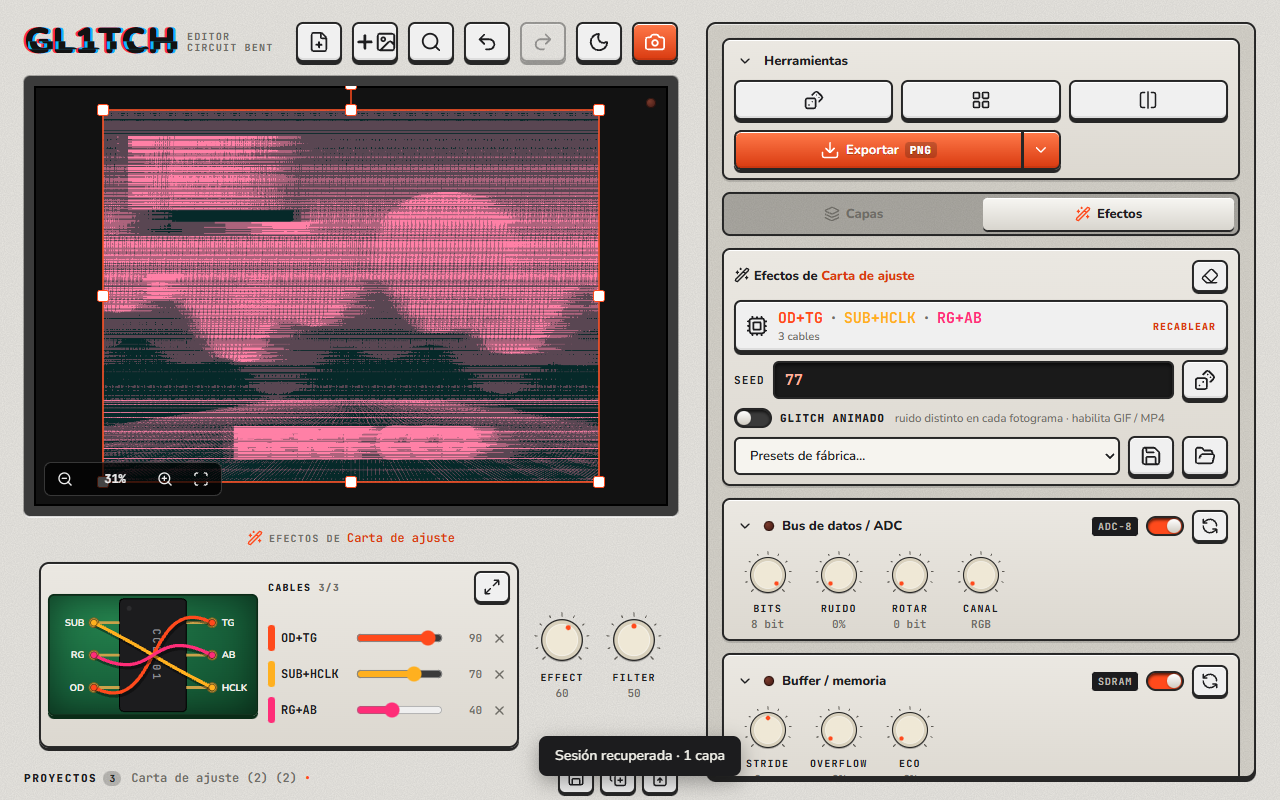 GL1TCH
EDITOR
CIRCUIT BENT
31%
EFECTOS DE Carta de ajuste
CABLES 3/3
SUB
RG
OD
TG
AB
HCLK
OD+TG 90
SUB+HCLK 70
RG+AB 40
EFFECT
60
FILTER
50
PROYECTOS 3 Carta de ajuste (2) (2)
Sesión recuperada · 1 capa
Herramientas
Exportar PNG
Capas
Efectos
Efectos de Carta de ajuste
OD+TG · SUB+HCLK · RG+AB
3 cables
RECABLEAR
SEED 77
GLITCH ANIMADO ruido distinto en cada fotograma · habilita GIF / MP4
Presets de fábrica...
Bus de datos / ADC ADC-8
BITS RUIDO ROTAR CANAL
8 bit 0% 0 bit RGB
Buffer / memoria SDRAM
STRIDE OVERFLOW ECO